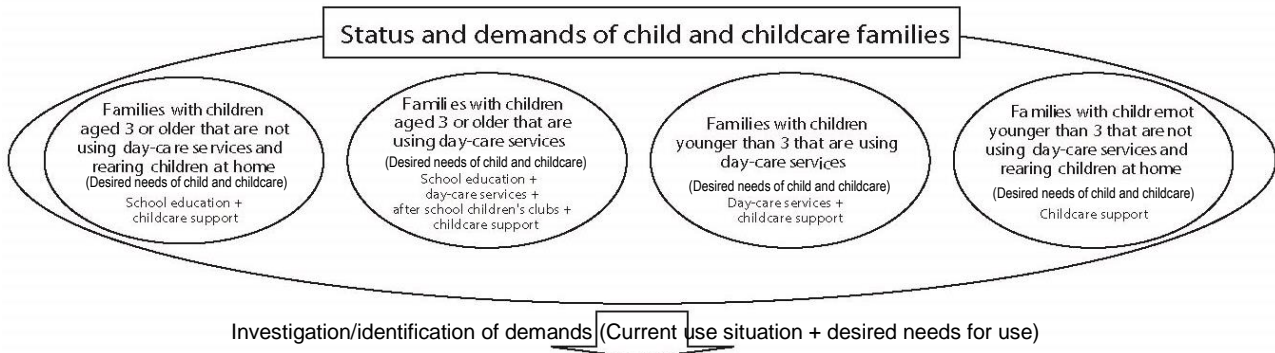 Status and demands of child and childcare families
Families with children
aged 3 or older that are not
using day-care services and
rearing children at home
(Desired needs of child and childcare)
School education +
childcare support
Families with children
aged 3 or older that are
using day-care services
(Desired needs of child and childcare)
School education +
day-care services +
after school children's clubs +
childcare support
Families with children
younger than 3 that are using
day-care services
(Desired needs of child and childcare)
Day-care services +
childcare support
Families with childremot
younger than 3 that are not
using day-care services and
rearing children at home
(Desired needs of child and childcare)
Childcare support
Investigation/identification of demands (Current use situation + desired needs for use)